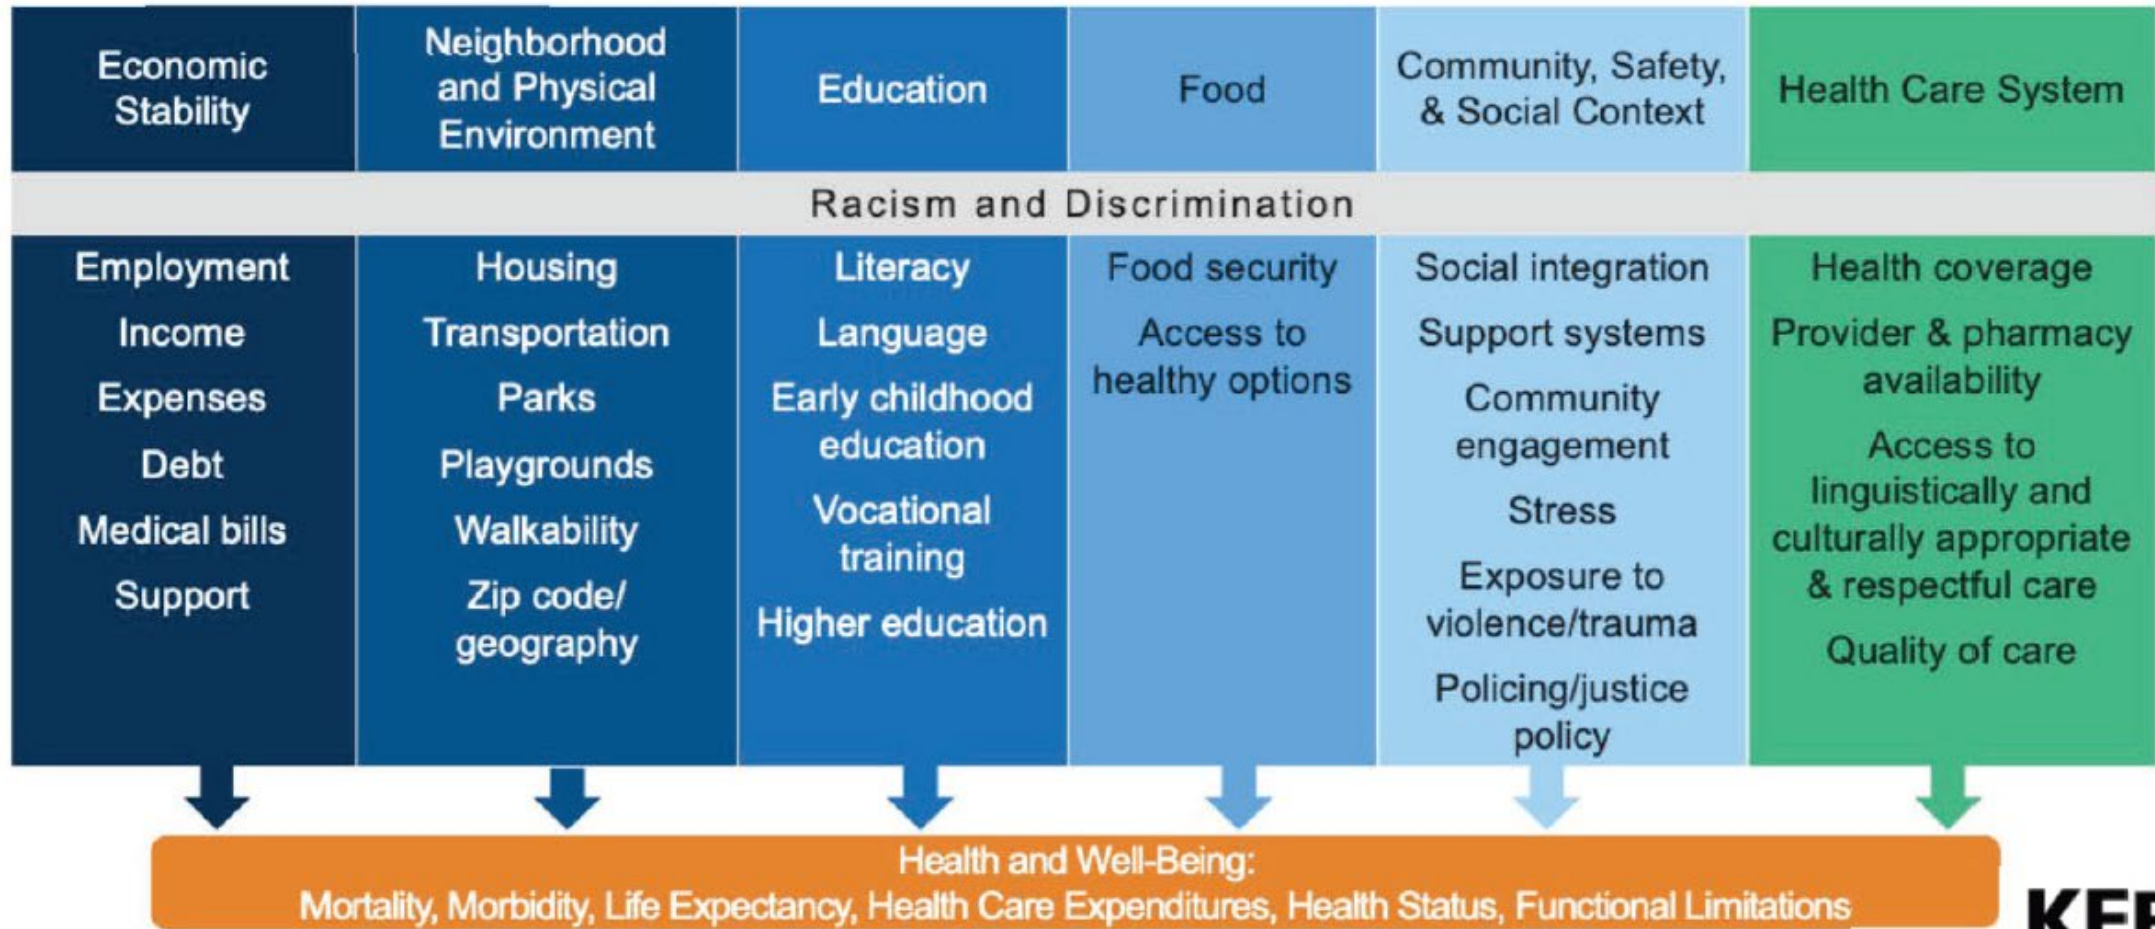 Economic
Stability
Neighborhood
and Physical
Environment
Education
Food
Community, Safety,
& Social Context
Health Care System
Racism and Discrimination
Employment
Income
Expenses
Debt
Medical bills
Support
Housing
Transportation
Parks
Playgrounds
Walkability
Zip code/
geography
Literacy
Language
Early childhood
education
Vocational
training
Higher education
Food security
Access to
healthy options
Social integration
Support systems
Community
engagement
Stress
Exposure to
violence/trauma
Policing/justice
policy
Health coverage
Provider & pharmacy
availability
Access to
linguistically and
culturally appropriate
& respectful care
Quality of care
Health and Well-Being:
Mortality, Morbidity, Life Expectancy, Health Care Expenditures, Health Status, Functional Limitations